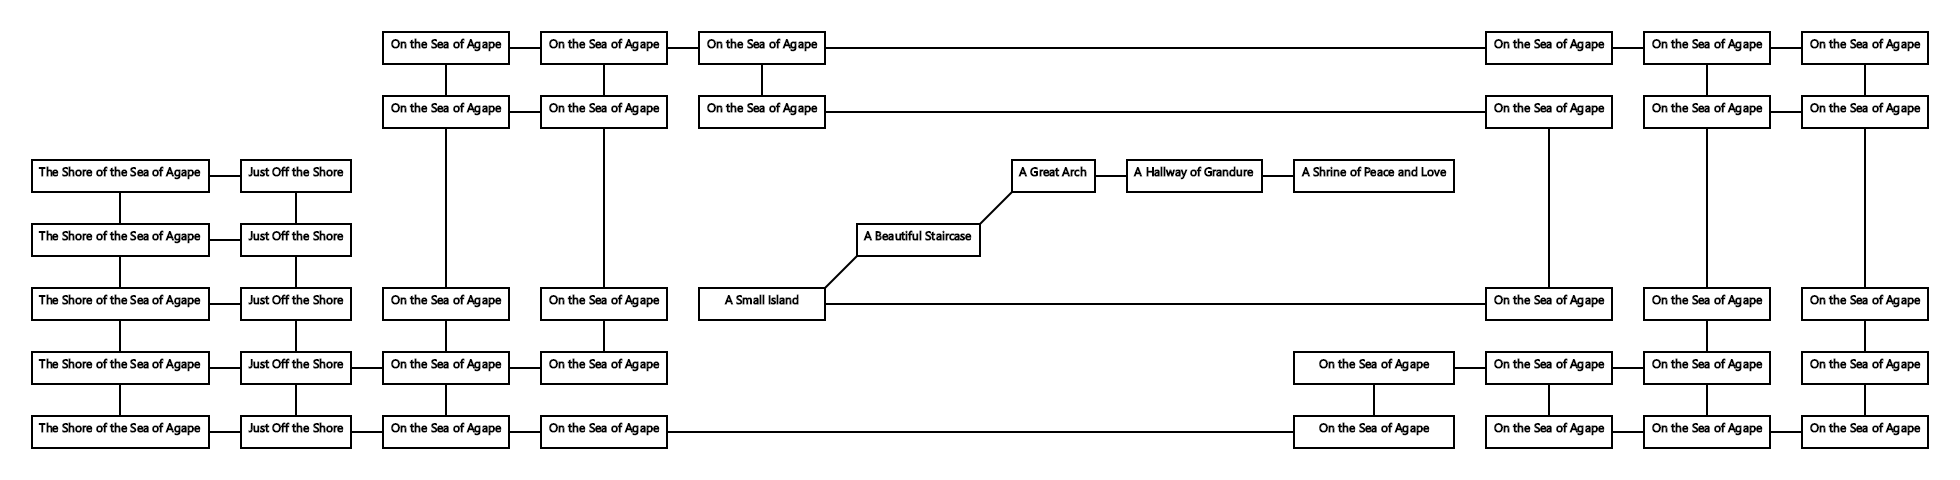 On the Sea of Agape On the Sea of Agape On the Sea of Agape On the Sea of Agape On the Sea of Agape On the Sea of Agape
On the Sea of Agape On the Sea of Agape On the Sea of Agape On the Sea of Agape On the Sea of Agape On the Sea of Agape
The Shore of the Sea of Agape Just Off the Shore A Great Arch A Hallway of Grandure A Shrine of Peace and Love
The Shore of the Sea of Agape Just Off the Shore A Beautiful Staircase
The Shore of the Sea of Agape Just Off the Shore On the Sea of Agape On the Sea of Agape A Small Island On the Sea of Agape On the Sea of Agape On the Sea of Agape
The Shore of the Sea of Agape Just Off the Shore On the Sea of Agape On the Sea of Agape On the Sea of Agape On the Sea of Agape On the Sea of Agape On the Sea of Agape
The Shore of the Sea of Agape Just Off the Shore On the Sea of Agape On the Sea of Agape On the Sea of Agape On the Sea of Agape On the Sea of Agape On the Sea of Agape